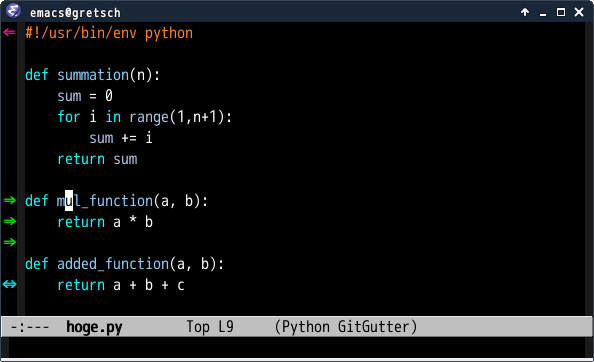 emacs@gretsch
⇐ #!/usr/bin/env python
def summation(n):
    sum = 0
    for i in range(1,n+1):
        sum += i
    return sum
⇒ def mul_function(a, b):
⇒     return a * b
⇒
def added_function(a, b):
⇔     return a + b + c
-:---  hoge.py        Top L9     (Python GitGutter)